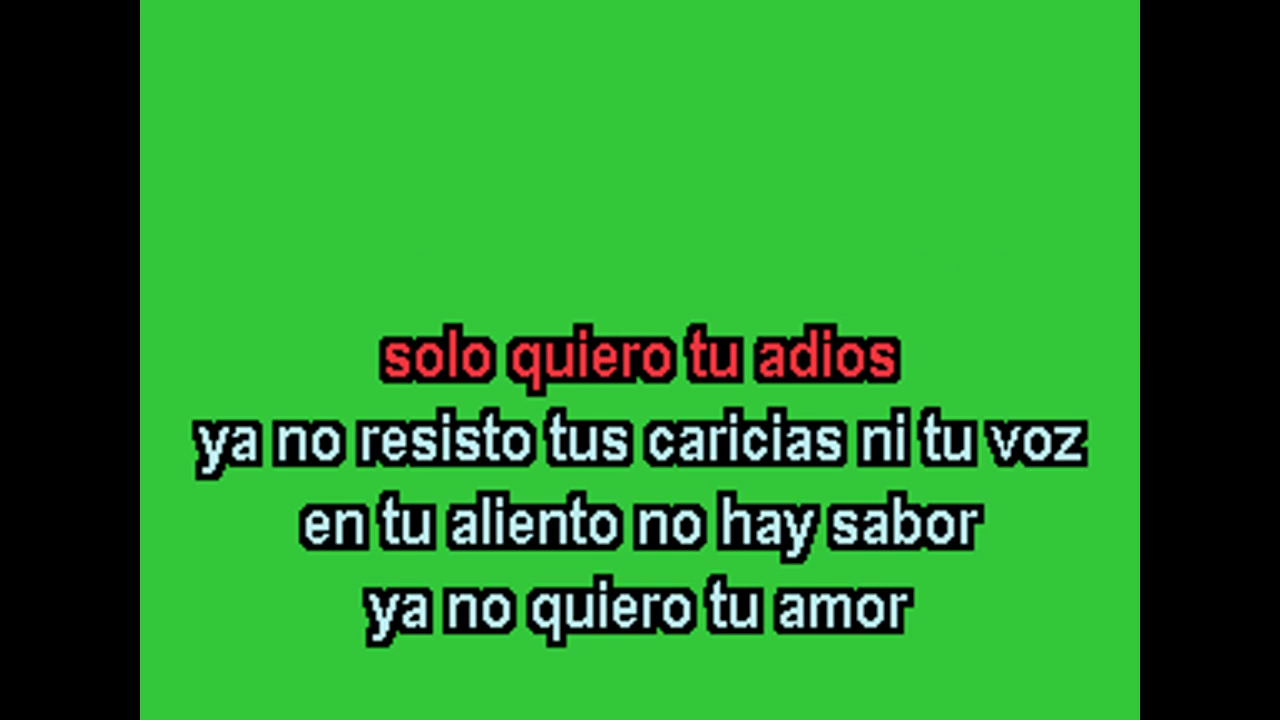 solo quiero tu adios
ya no resisto tus caricias ni tu voz
en tu aliento no hay sabor
ya no quiero tu amor